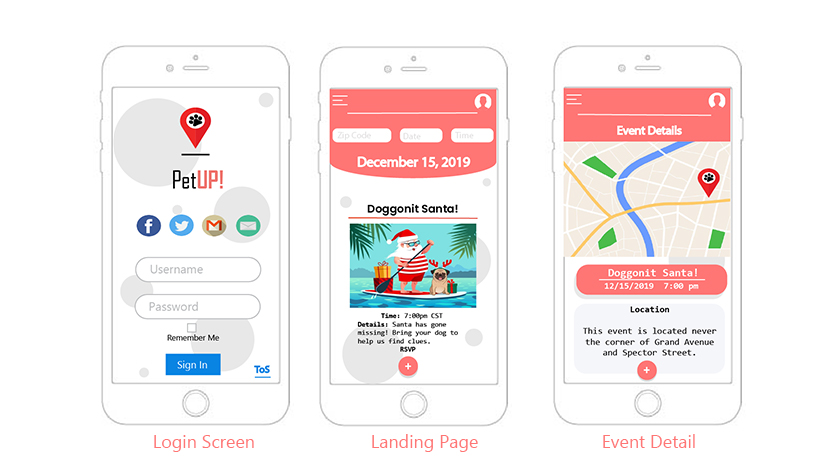 PetUP!
Username
Password
Remember Me
Sign In
ToS
Login Screen
Zip Code
Date
Time
December 15, 2019
Doggonit Santa!
Time: 7:00pm CST
Details: Santa has gone
missing! Bring your dog to
help us find clues.
RSVP
+
Landing Page
Event Details
Doggonit Santa!
12/15/2019 7:00 pm
Location
This event is located never
the corner of Grand Avenue
and Spector Street.
+
Event Detail